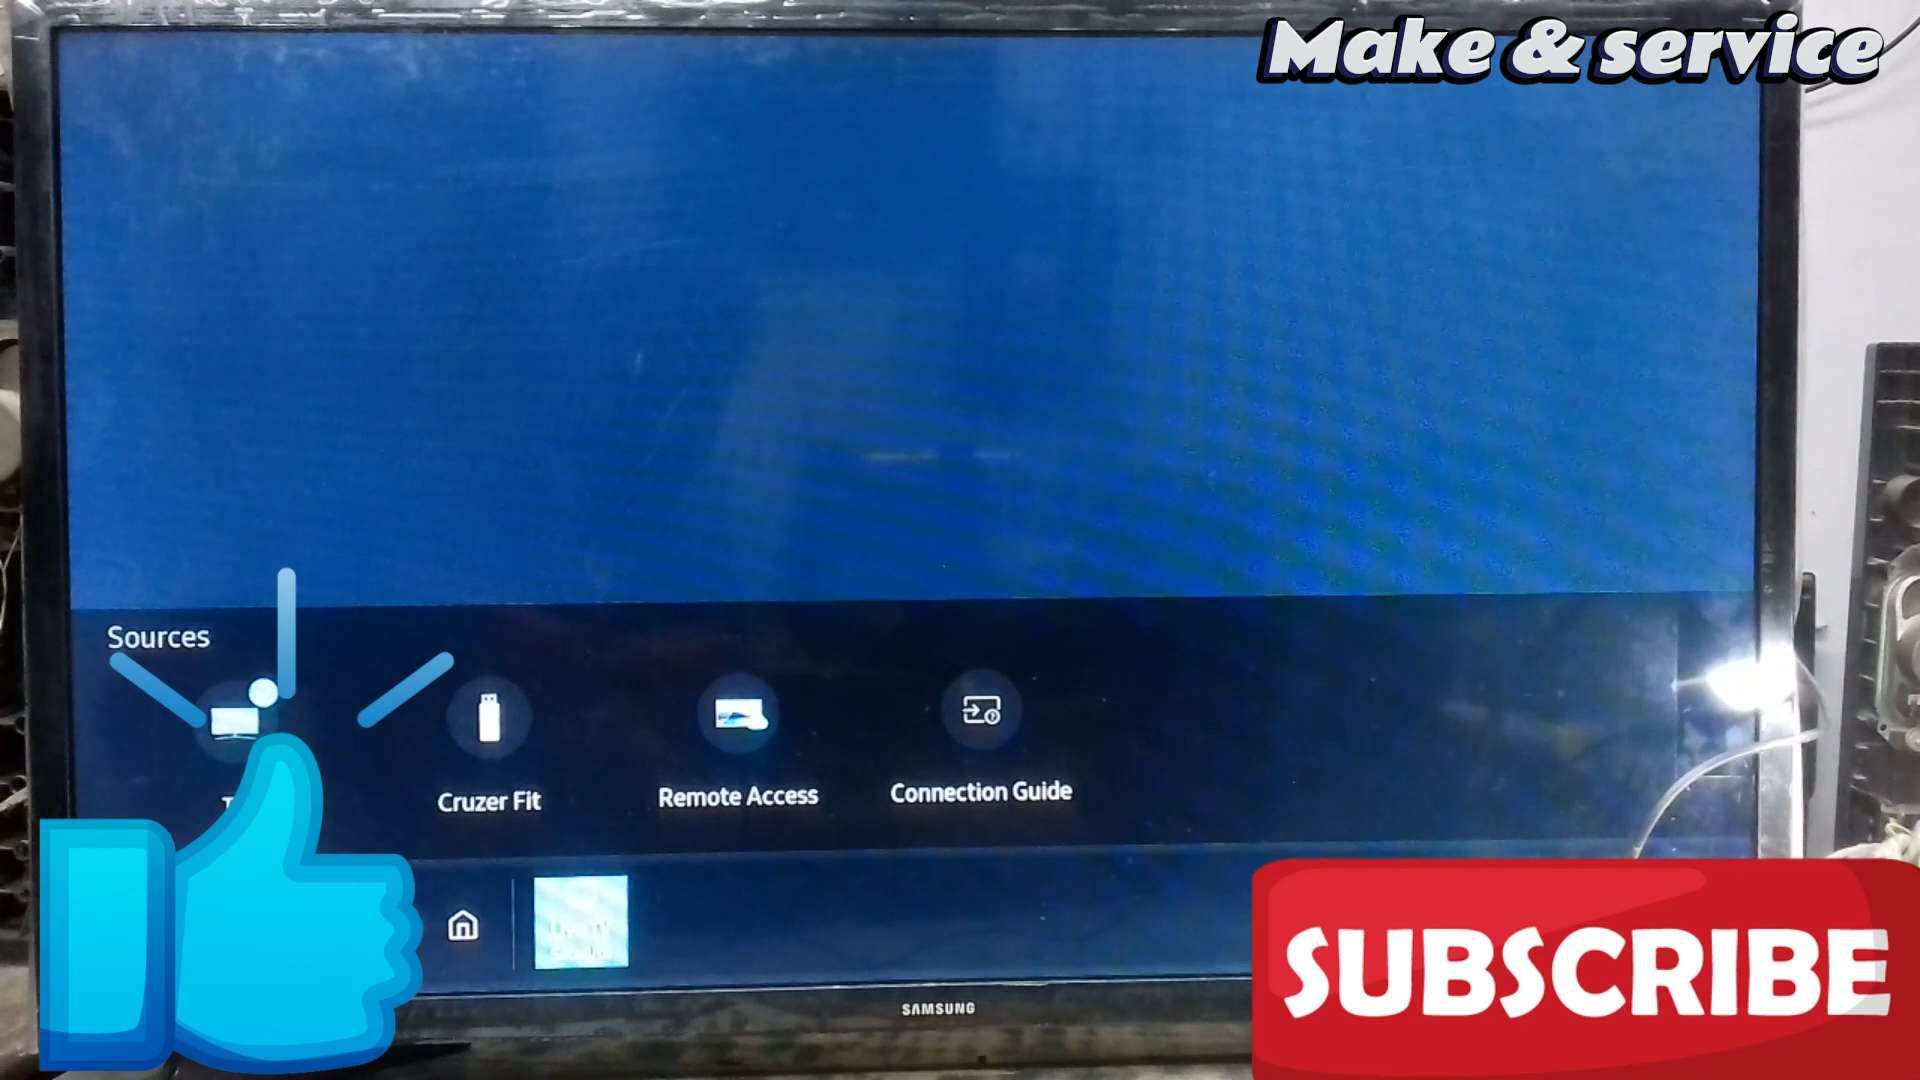 Make & service
Sources
Cruzer Fit
Remote Access
Connection Guide
SAMSUNG
SUBSCRIBE